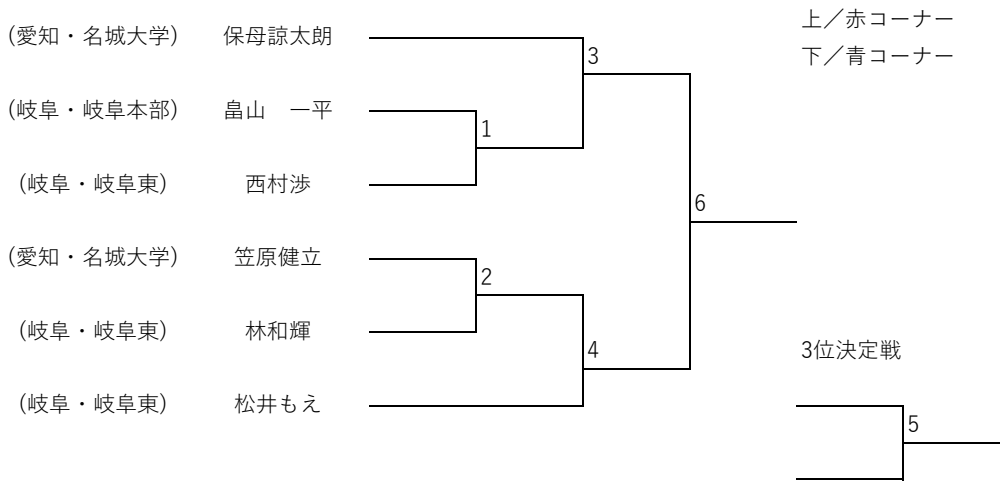 上／赤コーナー
下／青コーナー
(愛知・名城大学) 保母諒太朗
3
(岐阜・岐阜本部) 畠山　一平
1
(岐阜・岐阜東) 西村渉
6
(愛知・名城大学) 笠原健立
2
(岐阜・岐阜東) 林和輝
4
3位決定戦
(岐阜・岐阜東) 松井もえ
5